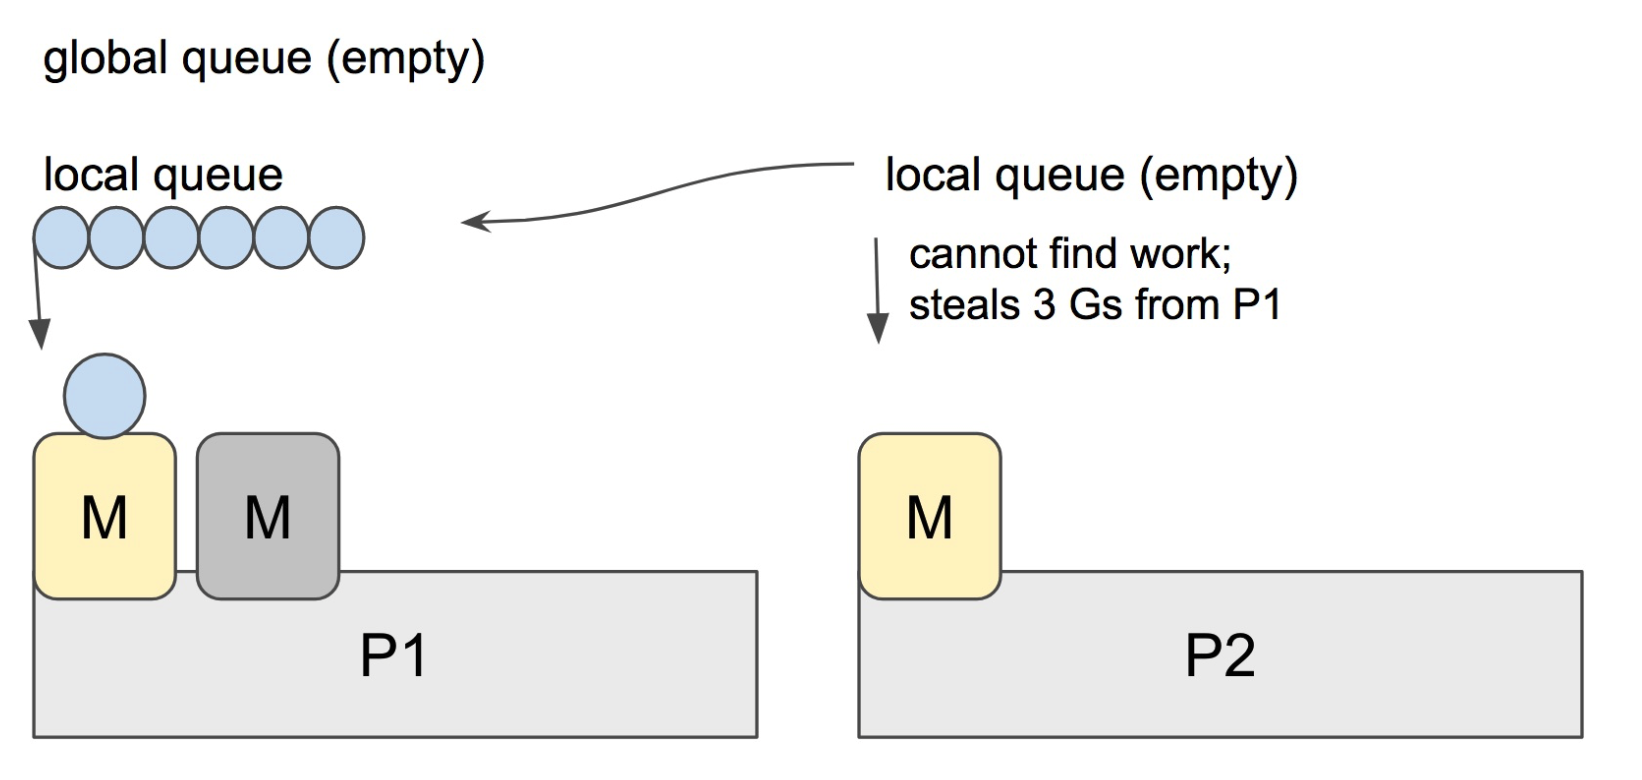 global queue (empty)
local queue
local queue (empty)
cannot find work;
steals 3 Gs from P1
M
M
M
P1
P2